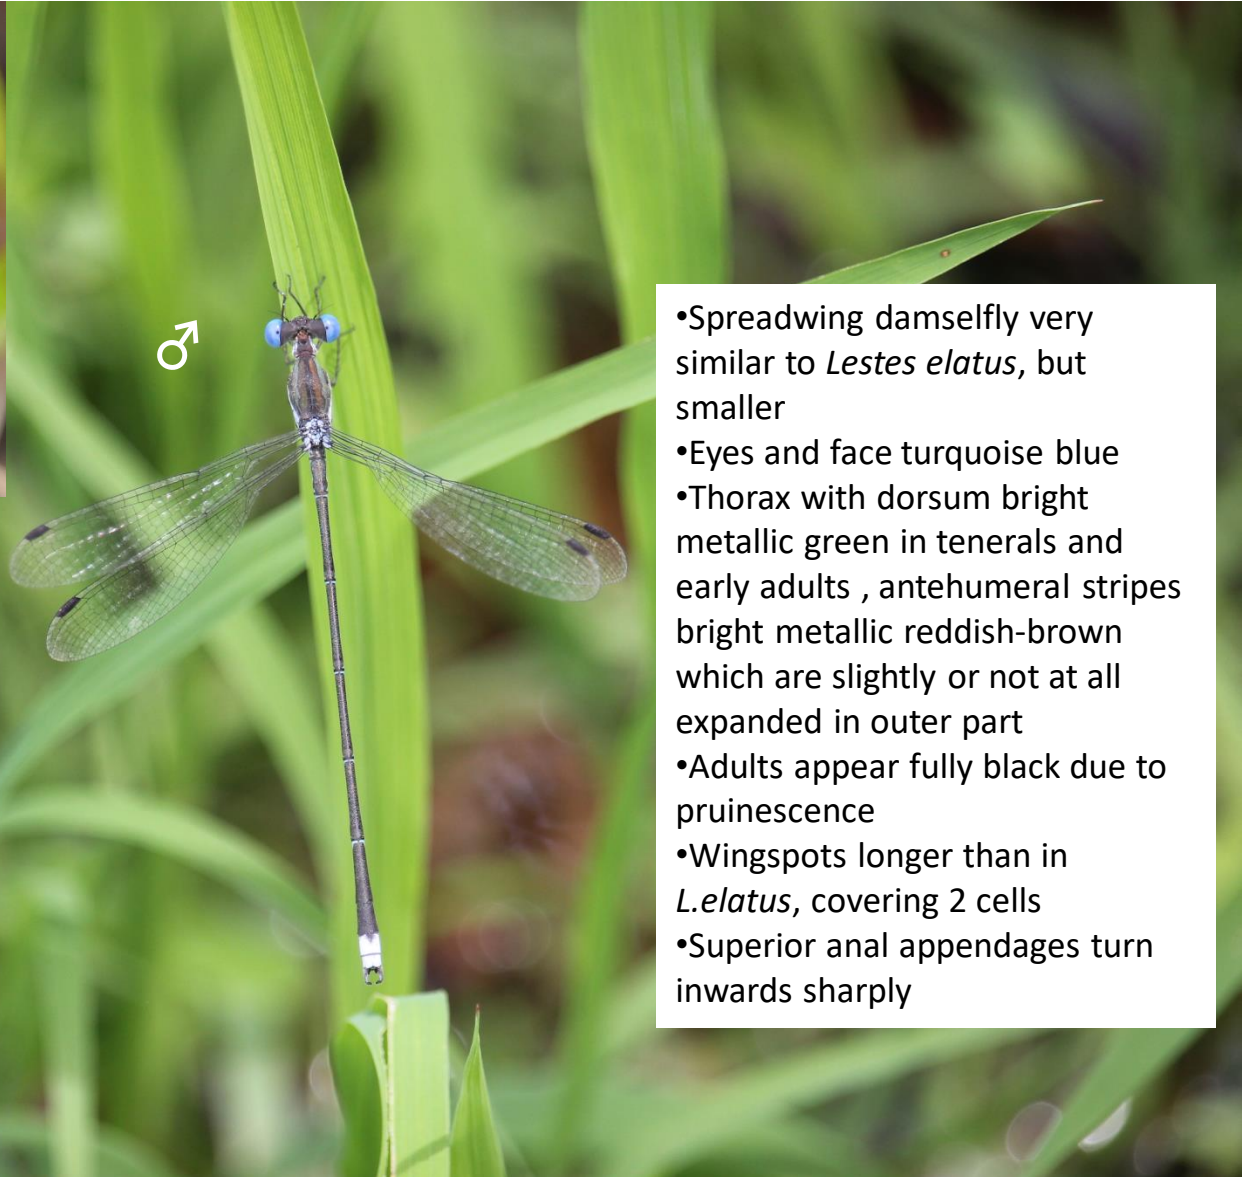 ♂
•Spreadwing damselfly very
similar to Lestes elatus, but
smaller
•Eyes and face turquoise blue
•Thorax with dorsum bright
metallic green in tenerals and
early adults , antehumeral stripes
bright metallic reddish-brown
which are slightly or not at all
expanded in outer part
•Adults appear fully black due to
pruinescence
•Wingspots longer than in
L.elatus, covering 2 cells
•Superior anal appendages turn
inwards sharply